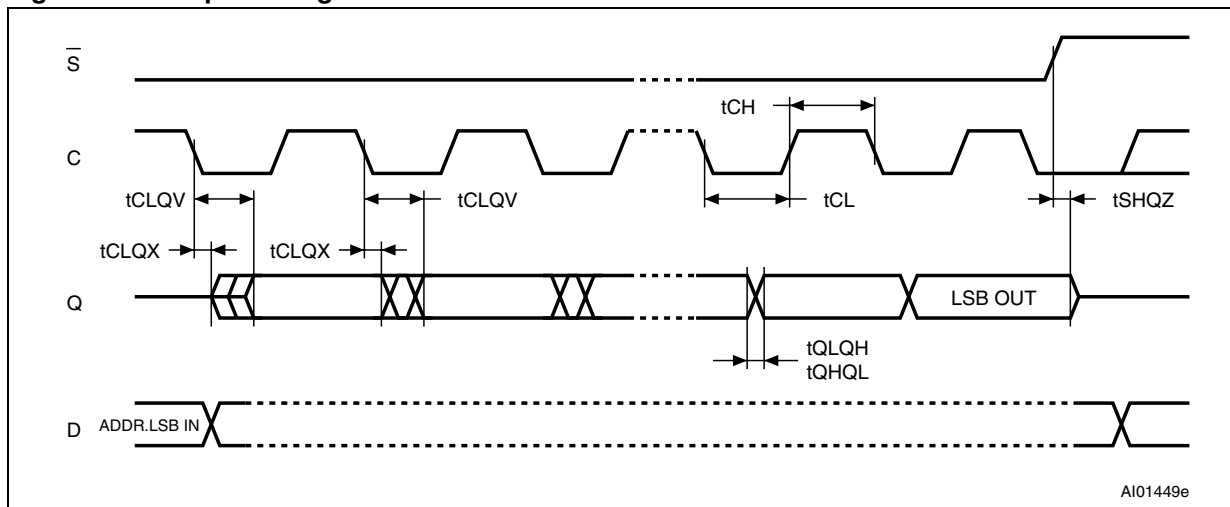 S
tCH
C
tCLQV
tCLQV
tCL
tSHQZ
tCLQX
tCLQX
Q
LSB OUT
tQLQH
tQHQL
D
ADDR.LSB IN
AI01449e